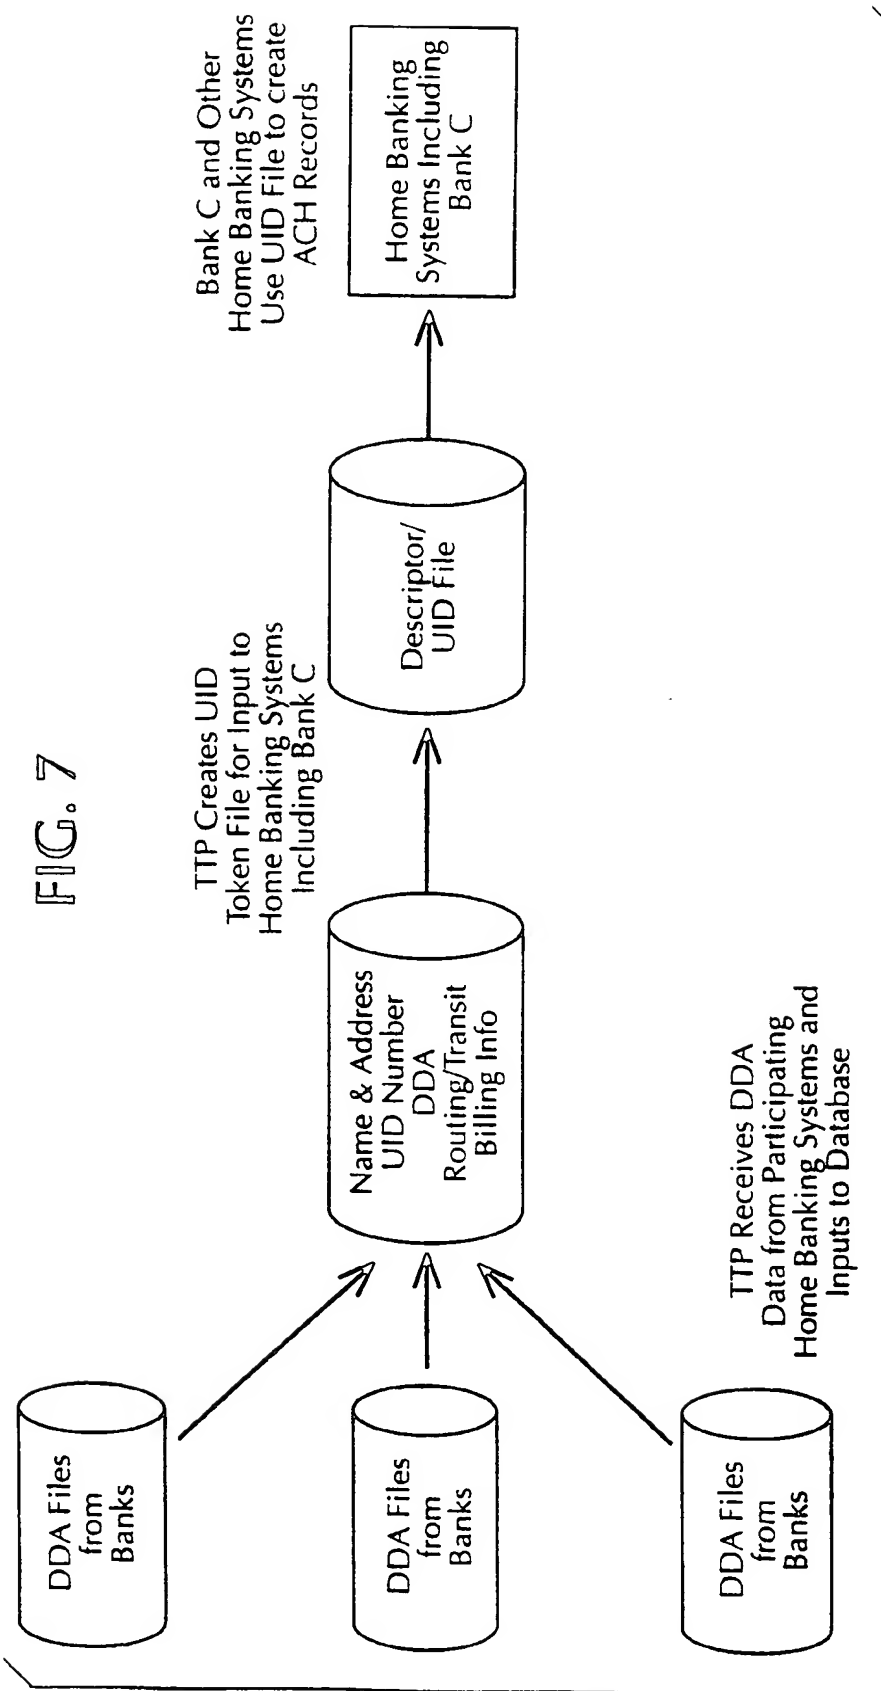 FIG. 7
DDA Files
from
Banks
DDA Files
from
Banks
DDA Files
from
Banks
TTP Receives DDA
Data from Participating
Home Banking Systems and
Inputs to Database
Name & Address
UID Number
DDA
Routing/Transit
Billing Info
TTP Creates UID
Token File for Input to
Home Banking Systems
Including Bank C
Descriptor/
UID File
Bank C and Other
Home Banking Systems
Use UID File to create
ACH Records
Home Banking
Systems Including
Bank C